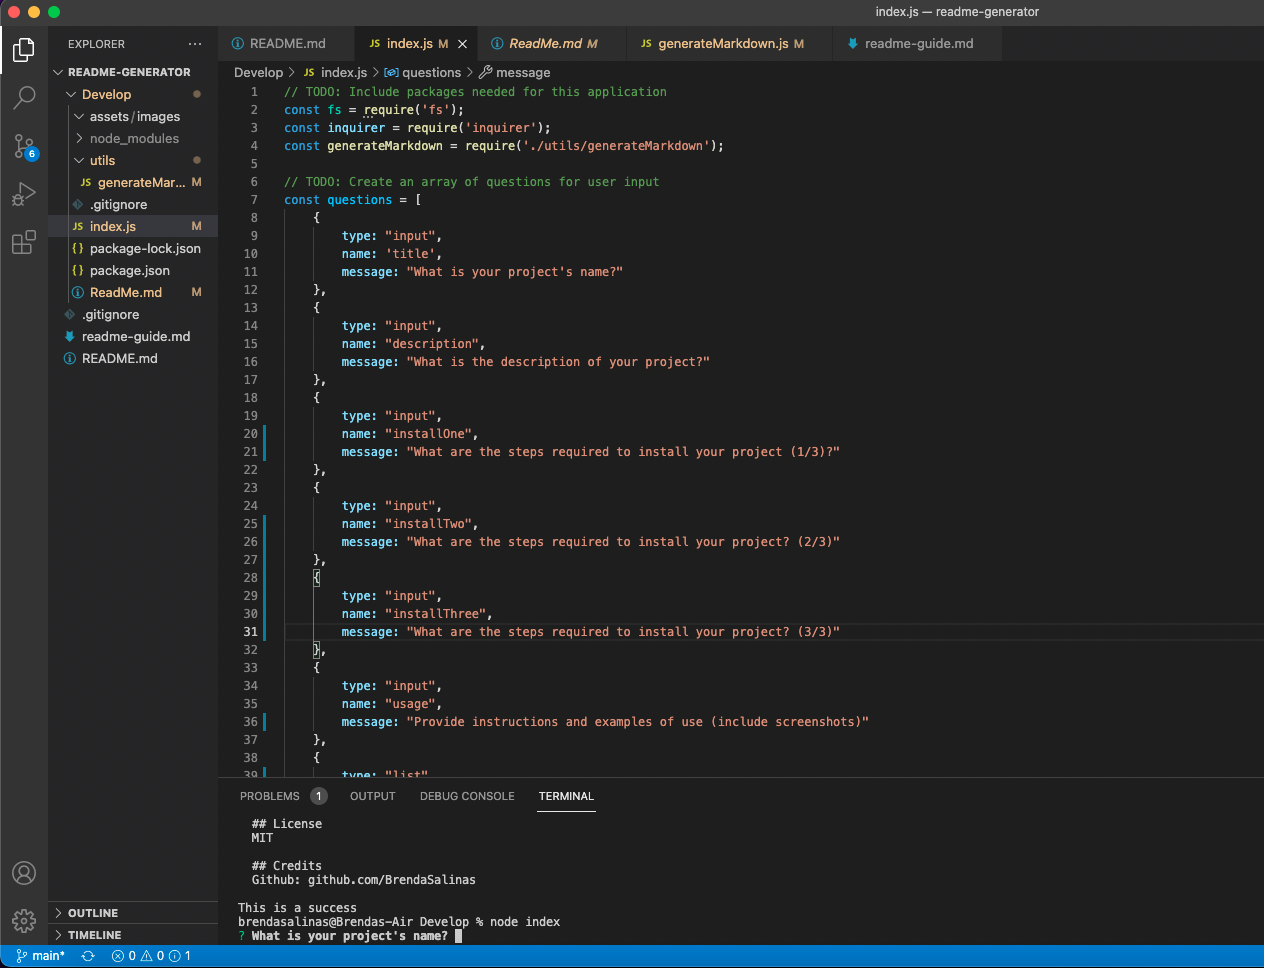 index.js — readme-generator
EXPLORER
README.md
JS index.js M
ReadMe.md M
JS generateMarkdown.js M
readme-guide.md
README-GENERATOR
Develop
assets/images
node_modules
utils
JS generateMar... M
.gitignore
JS index.js M
{} package-lock.json
{} package.json
ReadMe.md M
.gitignore
readme-guide.md
README.md
6
OUTLINE
TIMELINE
Develop > JS index.js > questions > message
1 // TODO: Include packages needed for this application
2 const fs = require('fs');
3 const inquirer = require('inquirer');
4 const generateMarkdown = require('./utils/generateMarkdown');
5
6 // TODO: Create an array of questions for user input
7 const questions = [
8 {
9 type: "input",
10 name: 'title',
11 message: "What is your project's name?"
12 },
13 {
14 type: "input",
15 name: "description",
16 message: "What is the description of your project?"
17 },
18 {
19 type: "input",
20 name: "installOne",
21 message: "What are the steps required to install your project (1/3)?"
22 },
23 {
24 type: "input",
25 name: "installTwo",
26 message: "What are the steps required to install your project? (2/3)"
27 },
28 {
29 type: "input",
30 name: "installThree",
31 message: "What are the steps required to install your project? (3/3)"
32 },
33 {
34 type: "input",
35 name: "usage",
36 message: "Provide instructions and examples of use (include screenshots)"
37 },
38 {
39 type: "list"
PROBLEMS 1 OUTPUT DEBUG CONSOLE TERMINAL
## License
MIT
## Credits
Github: github.com/BrendaSalinas
This is a success
brendasalinas@Brendas-Air Develop % node index
? What is your project's name?
main* 0 0 1